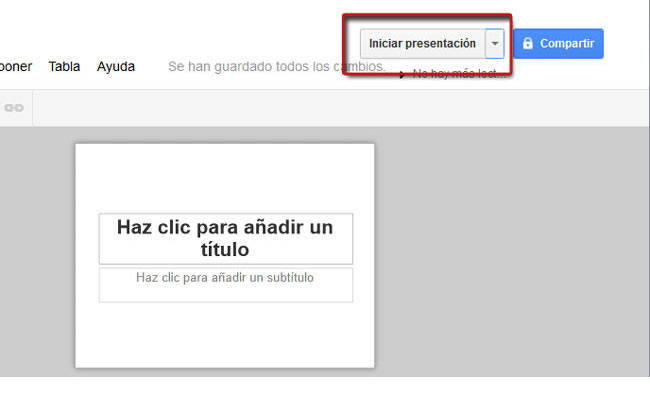 Iniciar presentación
Compartir
poner Tabla Ayuda Se han guardado todos los cambios.
No hay más lect...
Haz clic para añadir un
título
Haz clic para añadir un subtítulo